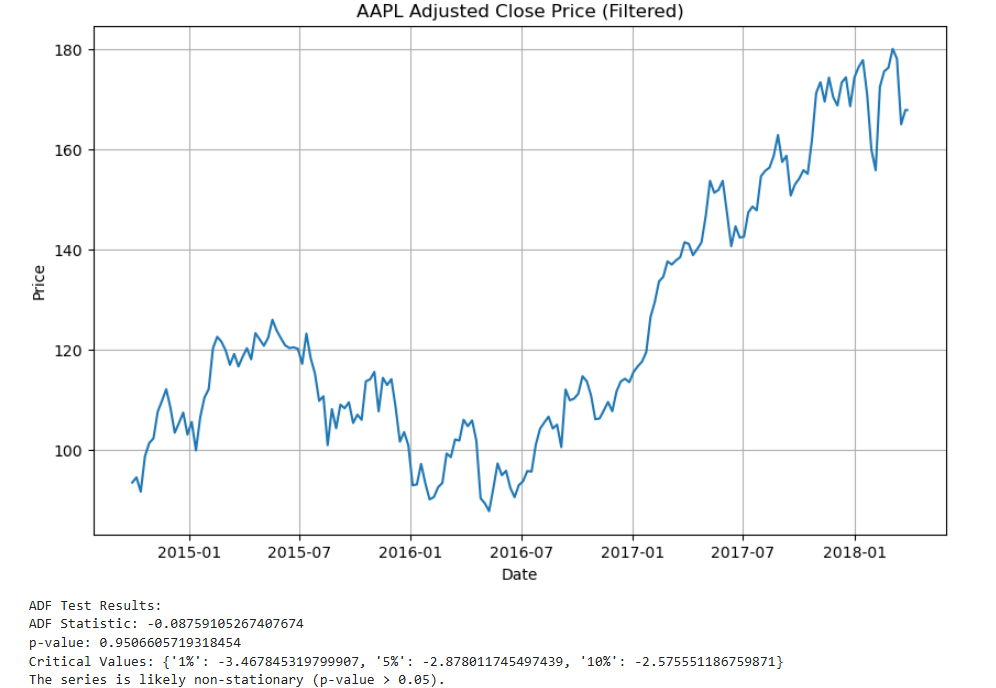 AAPL Adjusted Close Price (Filtered)
180
160
140
120
100
Price
2015-01 2015-07 2016-01 2016-07 2017-01 2017-07 2018-01
Date
ADF Test Results:
ADF Statistic: -0.08759105267407674
p-value: 0.9506605719318454
Critical Values: {'1%': -3.467845319799907, '5%': -2.878011745497439, '10%': -2.575551186759871}
The series is likely non-stationary (p-value > 0.05).